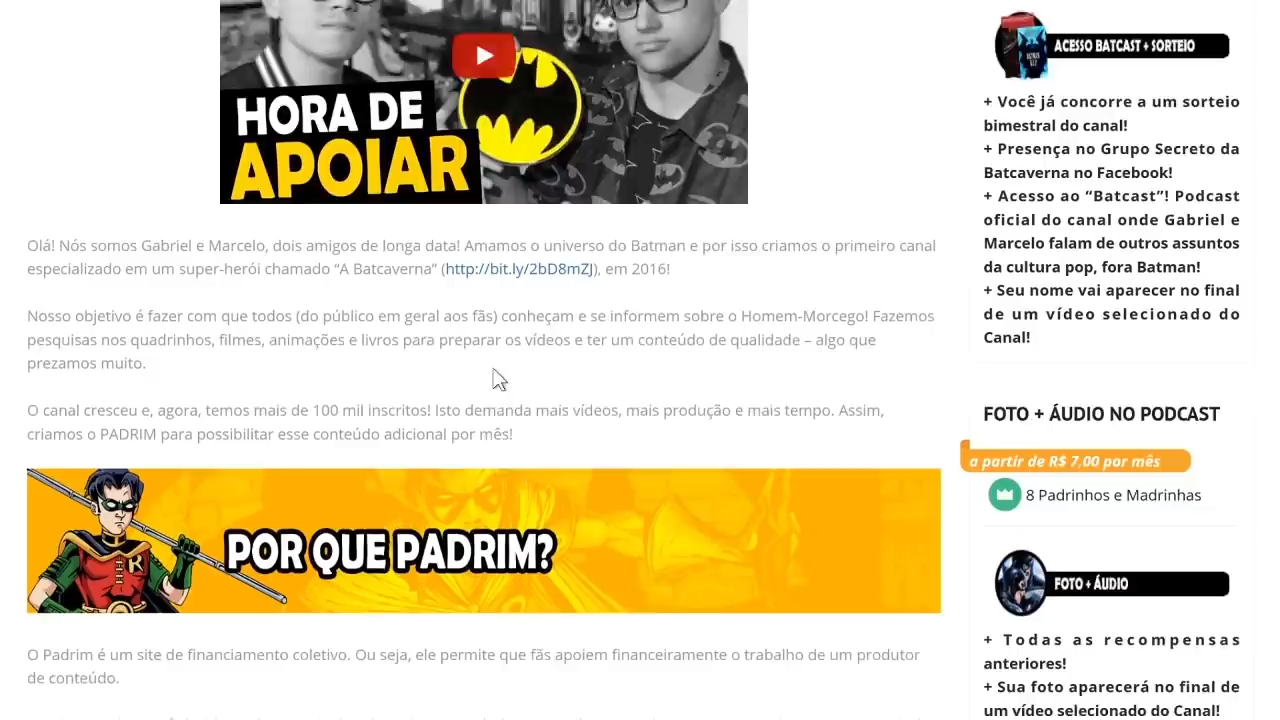 HORA DE
APOIAR
Olá! Nós somos Gabriel e Marcelo, dois amigos de longa data! Amamos o universo do Batman e por isso criamos o primeiro canal
especializado em um super-herói chamado “A Batcaverna” (http://bit.ly/2bD8mZJ), em 2016!
Nosso objetivo é fazer com que todos (do público em geral aos fãs) conheçam e se informem sobre o Homem-Morcego! Fazemos
pesquisas nos quadrinhos, filmes, animações e livros para preparar os vídeos e ter um conteúdo de qualidade – algo que
prezamos muito.
O canal cresceu e, agora, temos mais de 100 mil inscritos! Isto demanda mais vídeos, mais produção e mais tempo. Assim,
criamos o PADRIM para possibilitar esse conteúdo adicional por mês!
R
POR QUE PADRIM?
O Padrim é um site de financiamento coletivo. Ou seja, ele permite que fãs apoiem financeiramente o trabalho de um produtor
de conteúdo.
ACESSO BATCAST + SORTEIO
+ Você já concorre a um sorteio
bimestral do canal!
+ Presença no Grupo Secreto da
Batcaverna no Facebook!
+ Acesso ao “Batcast”! Podcast
oficial do canal onde Gabriel e
Marcelo falam de outros assuntos
da cultura pop, fora Batman!
+ Seu nome vai aparecer no final
de um vídeo selecionado do
Canal!
FOTO + ÁUDIO NO PODCAST
a partir de R$ 7,00 por mês
8 Padrinhos e Madrinhas
FOTO + ÁUDIO
+ Todas as recompensas
anteriores!
+ Sua foto aparecerá no final de
um vídeo selecionado do Canal!